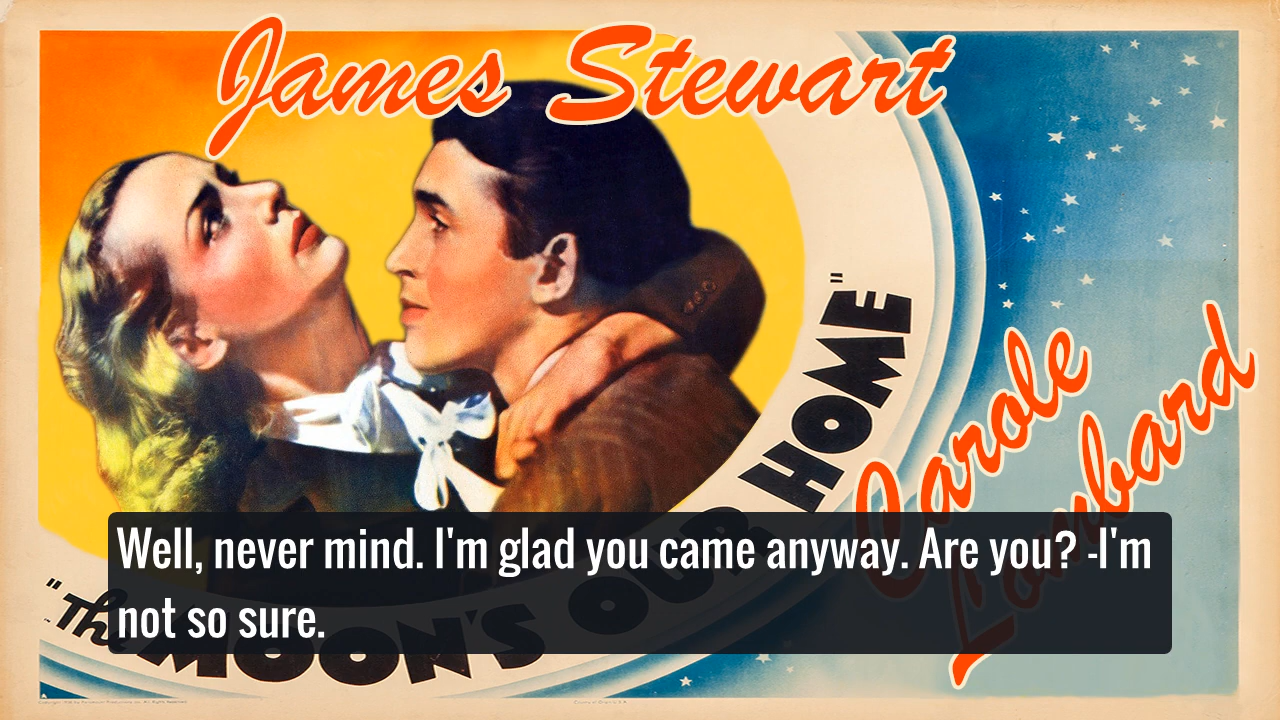 James Stewart
Carole
Lombard
"The MOON'S OUR HOME"
Well, never mind. I'm glad you came anyway. Are you? -I'm
not so sure.